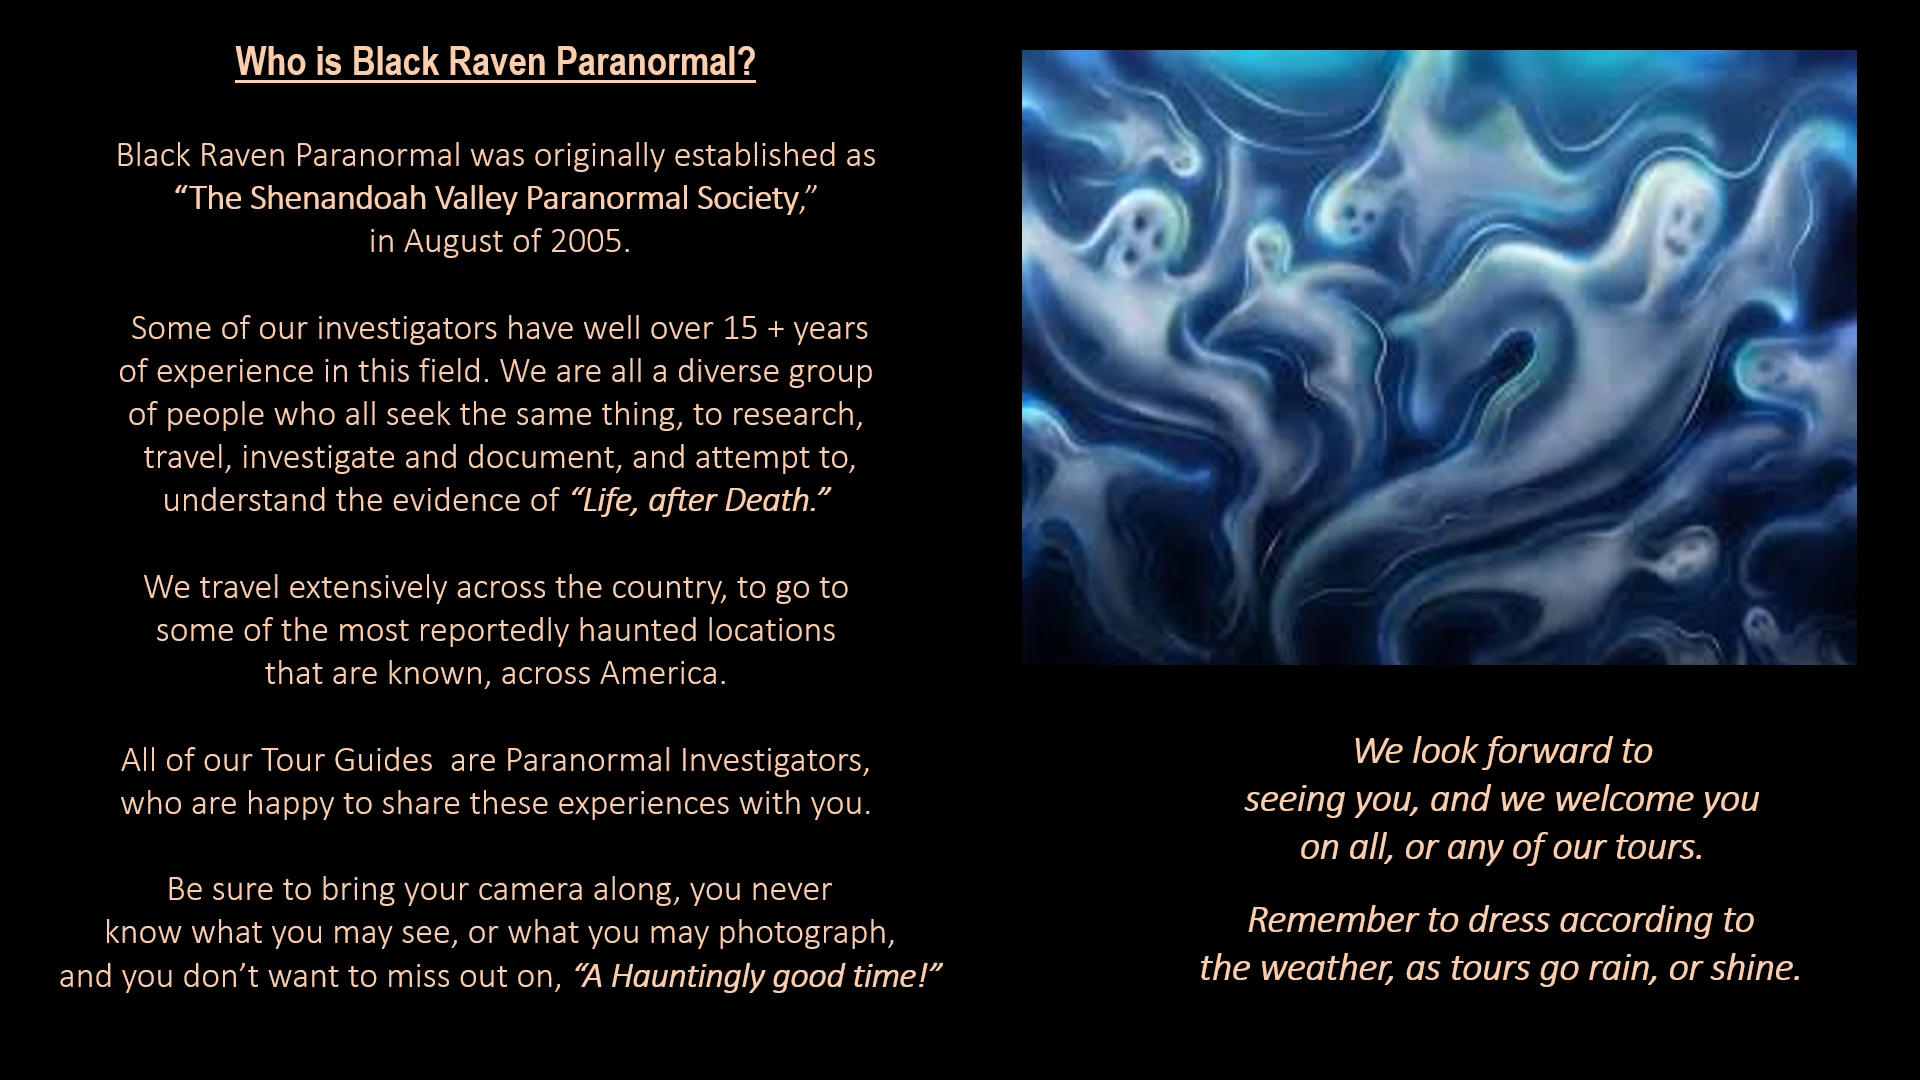 Who is Black Raven Paranormal?
Black Raven Paranormal was originally established as
“The Shenandoah Valley Paranormal Society,”
in August of 2005.
Some of our investigators have well over 15 + years
of experience in this field. We are all a diverse group
of people who all seek the same thing, to research,
travel, investigate and document, and attempt to,
understand the evidence of “Life, after Death.”
We travel extensively across the country, to go to
some of the most reportedly haunted locations
that are known, across America.
All of our Tour Guides  are Paranormal Investigators,
who are happy to share these experiences with you.
Be sure to bring your camera along, you never
know what you may see, or what you may photograph,
and you don’t want to miss out on, “A Hauntingly good time!”
We look forward to
seeing you, and we welcome you
on all, or any of our tours.
Remember to dress according to
the weather, as tours go rain, or shine.